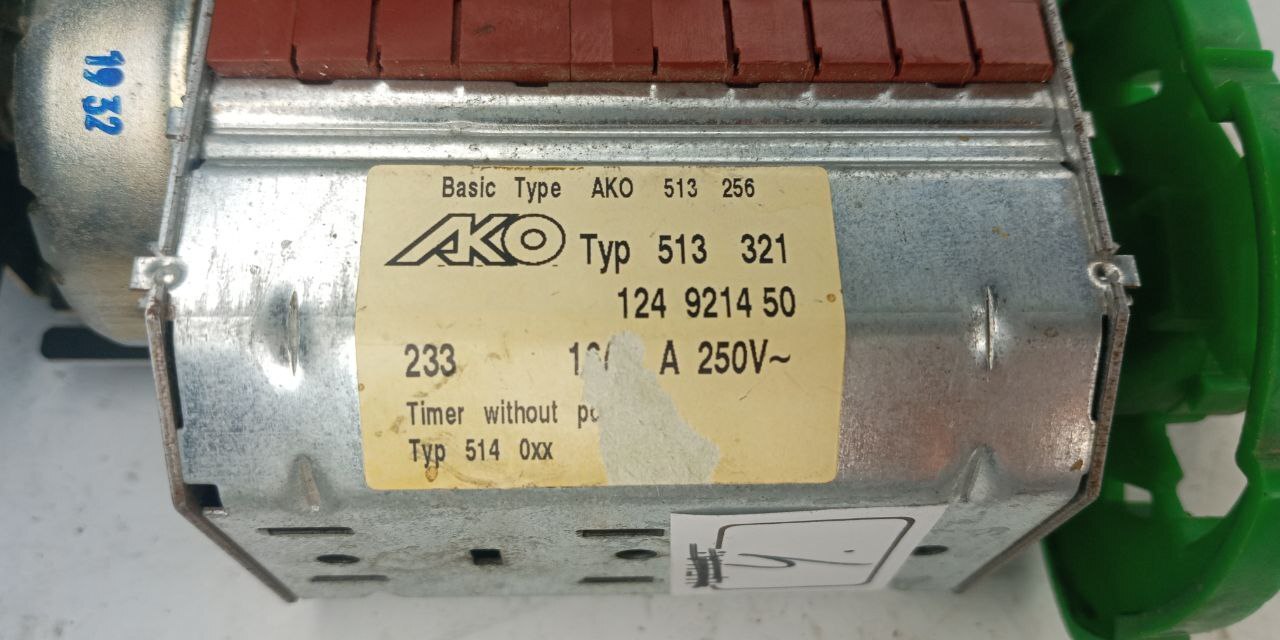 1932
Basic Type AKO 513 256
AKO Typ 513 321
124 9214 50
233 A 250V~
Timer without
Typ 514 0xx